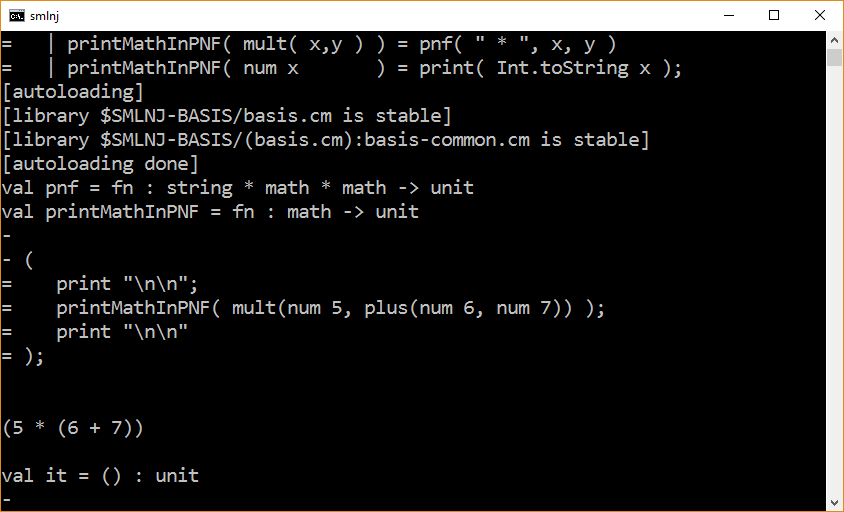 smlnj
=   | printMathInPNF( mult( x,y ) ) = pnf( " * ", x, y )
=   | printMathInPNF( num x       ) = print( Int.toString x );
[autoloading]
[library $SMLNJ-BASIS/basis.cm is stable]
[library $SMLNJ-BASIS/(basis.cm):basis-common.cm is stable]
[autoloading done]
val pnf = fn : string * math * math -> unit
val printMathInPNF = fn : math -> unit
-
- (
=    print "\n\n";
=    printMathInPNF( mult(num 5, plus(num 6, num 7)) );
=    print "\n\n"
= );
(5 * (6 + 7))
val it = () : unit
-